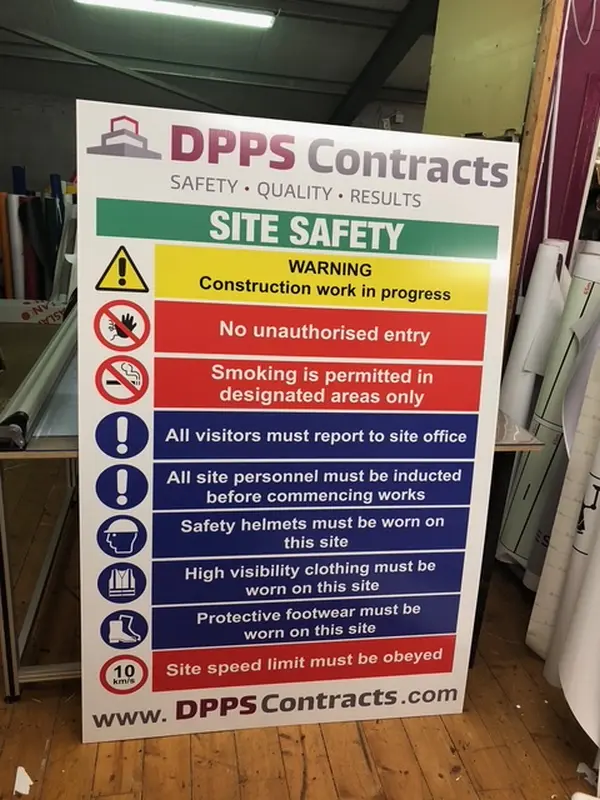 DPPS Contracts
SAFETY • QUALITY • RESULTS
SITE SAFETY
WARNING
Construction work in progress
No unauthorised entry
Smoking is permitted in
designated areas only
All visitors must report to site office
All site personnel must be inducted
before commencing works
Safety helmets must be worn on
this site
High visibility clothing must be
worn on this site
Protective footwear must be
worn on this site
10
km/s
Site speed limit must be obeyed
www. DPPS Contracts .com